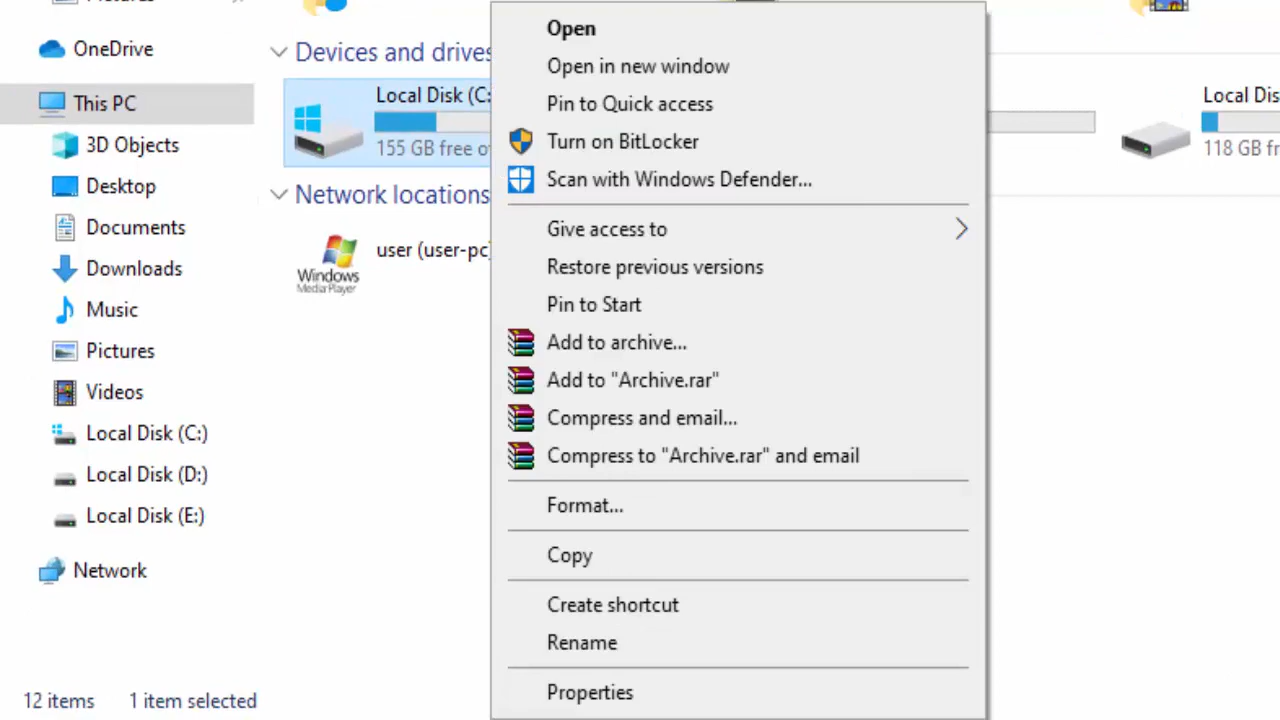 OneDrive
This PC
3D Objects
Desktop
Documents
Downloads
Music
Pictures
Videos
Local Disk (C:)
Local Disk (D:)
Local Disk (E:)
Network
12 items
1 item selected
Devices and drives
Local Disk (C:
155 GB free o
Network locations
user (user-pc)
Windows
Media Player
Open
Open in new window
Pin to Quick access
Turn on BitLocker
Scan with Windows Defender...
Give access to
Restore previous versions
Pin to Start
Add to archive...
Add to "Archive.rar"
Compress and email...
Compress to "Archive.rar" and email
Format...
Copy
Create shortcut
Rename
Properties
Local Dis
118 GB fr